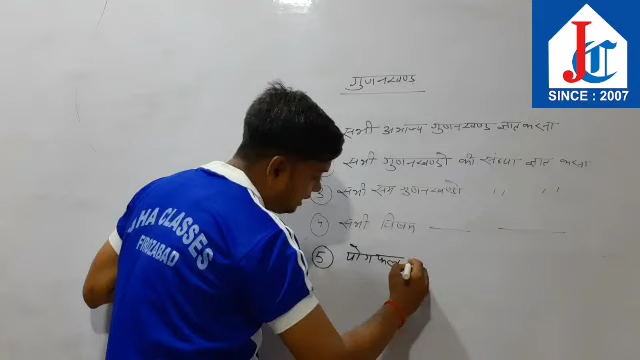 गुणनखण्ड
सभी अभाज्य गुणनखण्ड ज्ञात करना
सभी गुणनखण्डो की संख्या ज्ञात करना
3 सभी सम गुणनखण्डो ,, ,,
4 सभी विषम
5 योगफल
HA CLASSES
FIROZABAD
JC
SINCE : 2007